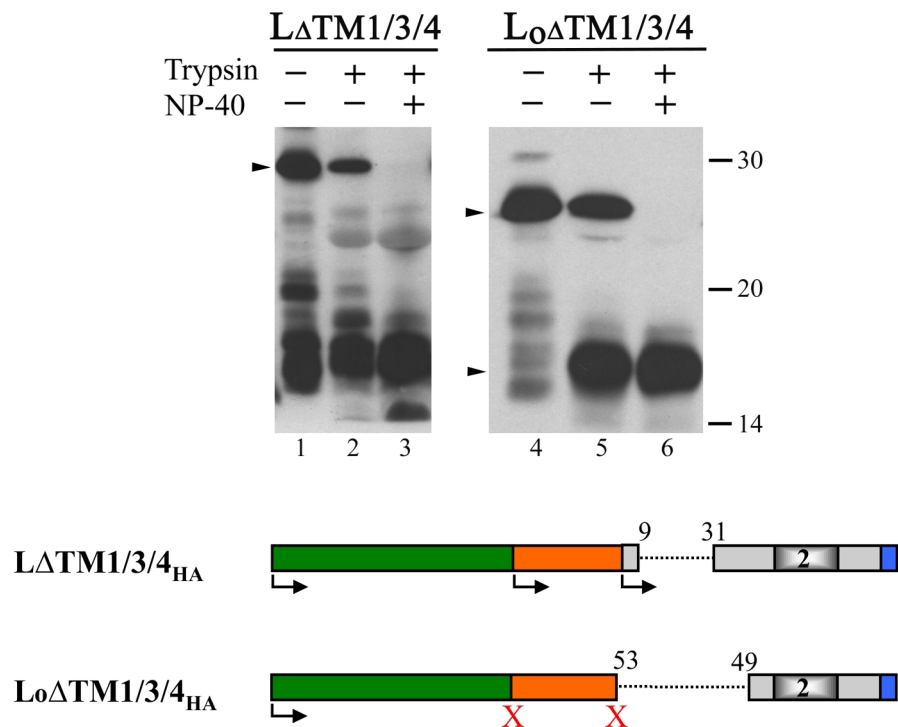 LΔTM1/3/4 LoΔTM1/3/4
Trypsin − + + − + +
NP-40 − − + − − +
30
20
14
1 2 3 4 5 6
9 31
LΔTM1/3/4HA 2
53 49
LoΔTM1/3/4HA 2
X X